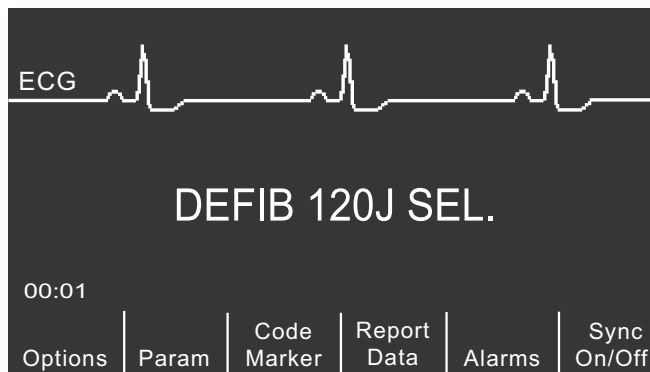 ECG
DEFIB 120J SEL.
00:01
Options
Param
Code
Marker
Report
Data
Alarms
Sync
On/Off